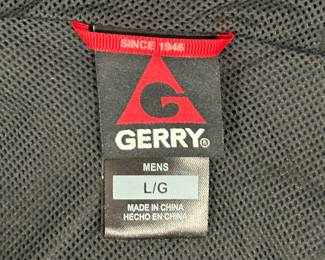 SINCE 1946
G
GERRY®
MENS
L/G
MADE IN CHINA
HECHO EN CHINA